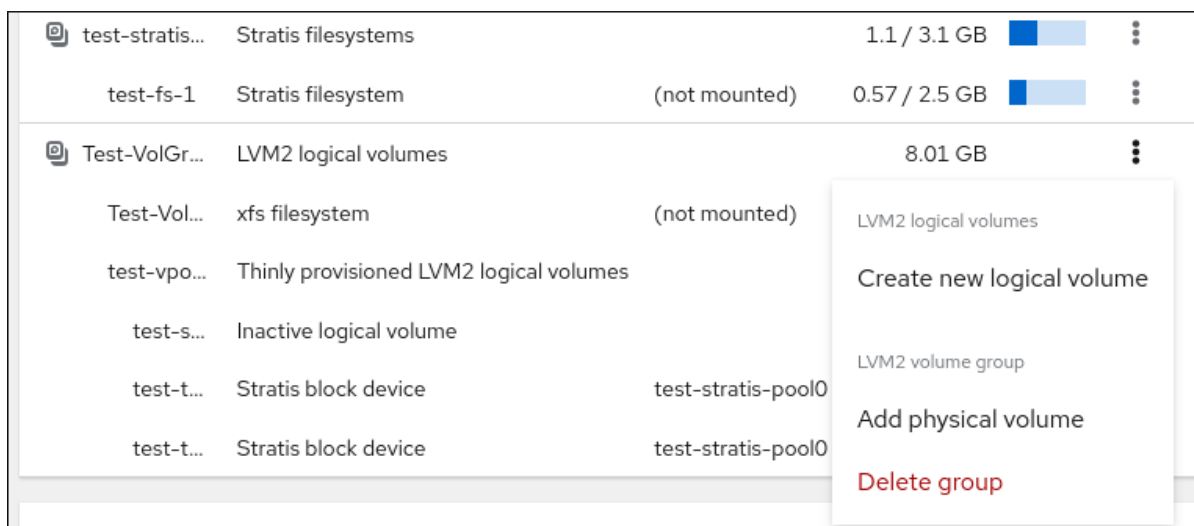 test-stratis... Stratis filesystems 1.1 / 3.1 GB
test-fs-1 Stratis filesystem (not mounted) 0.57 / 2.5 GB
Test-VolGr... LVM2 logical volumes 8.01 GB
Test-Vol... xfs filesystem (not mounted)
LVM2 logical volumes
test-vpo... Thinly provisioned LVM2 logical volumes
Create new logical volume
test-s... Inactive logical volume
LVM2 volume group
test-t... Stratis block device test-stratis-pool0
Add physical volume
test-t... Stratis block device test-stratis-pool0
Delete group